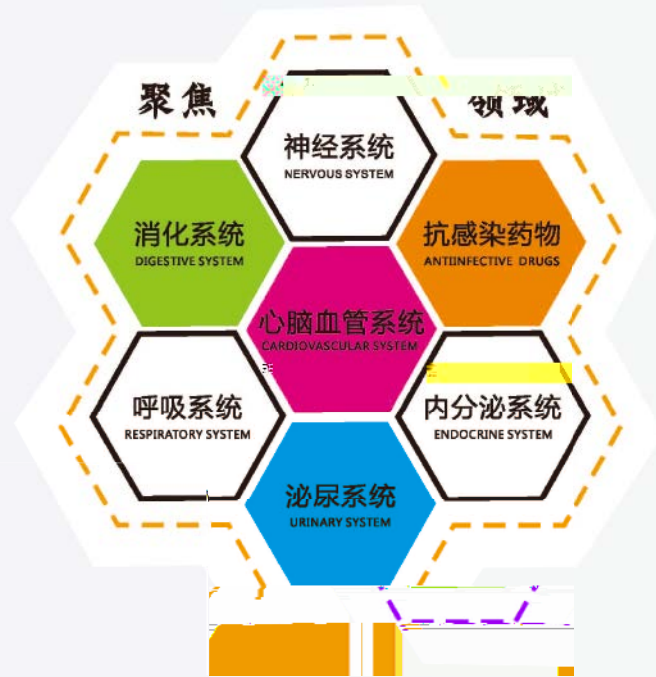 聚焦 领域
神经系统
NERVOUS SYSTEM
消化系统
DIGESTIVE SYSTEM
抗感染药物
ANTIINFECTIVE DRUGS
心脑血管系统
CARDIOVASCULAR SYSTEM
呼吸系统
RESPIRATORY SYSTEM
内分泌系统
ENDOCRINE SYSTEM
泌尿系统
URINARY SYSTEM